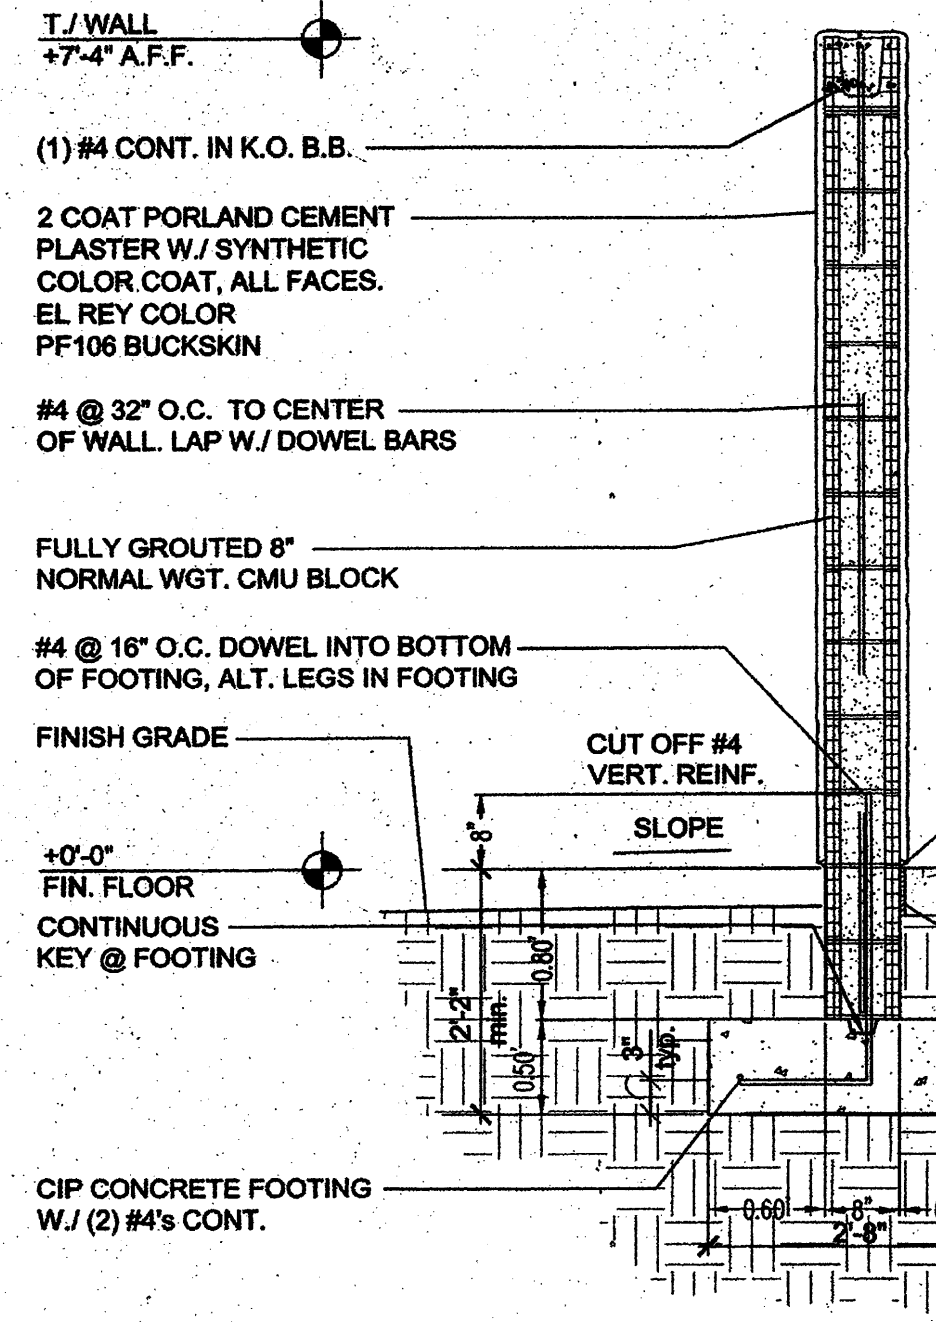 T./ WALL
+7'-4" A.F.F.
(1) #4 CONT. IN K.O. B.B.
2 COAT PORLAND CEMENT
PLASTER W./ SYNTHETIC
COLOR COAT, ALL FACES.
EL REY COLOR
PF106 BUCKSKIN
#4 @ 32" O.C. TO CENTER
OF WALL. LAP W./ DOWEL BARS
FULLY GROUTED 8"
NORMAL WGT. CMU BLOCK
#4 @ 16" O.C. DOWEL INTO BOTTOM
OF FOOTING, ALT. LEGS IN FOOTING
FINISH GRADE
CUT OFF #4
VERT. REINF.
8"
SLOPE
+0'-0"
FIN. FLOOR
CONTINUOUS
KEY @ FOOTING
2'-2"
min.
0.80'
0.50'
3"
typ.
CIP CONCRETE FOOTING
W./ (2) #4's CONT.
0.60'
8"
2'-8"